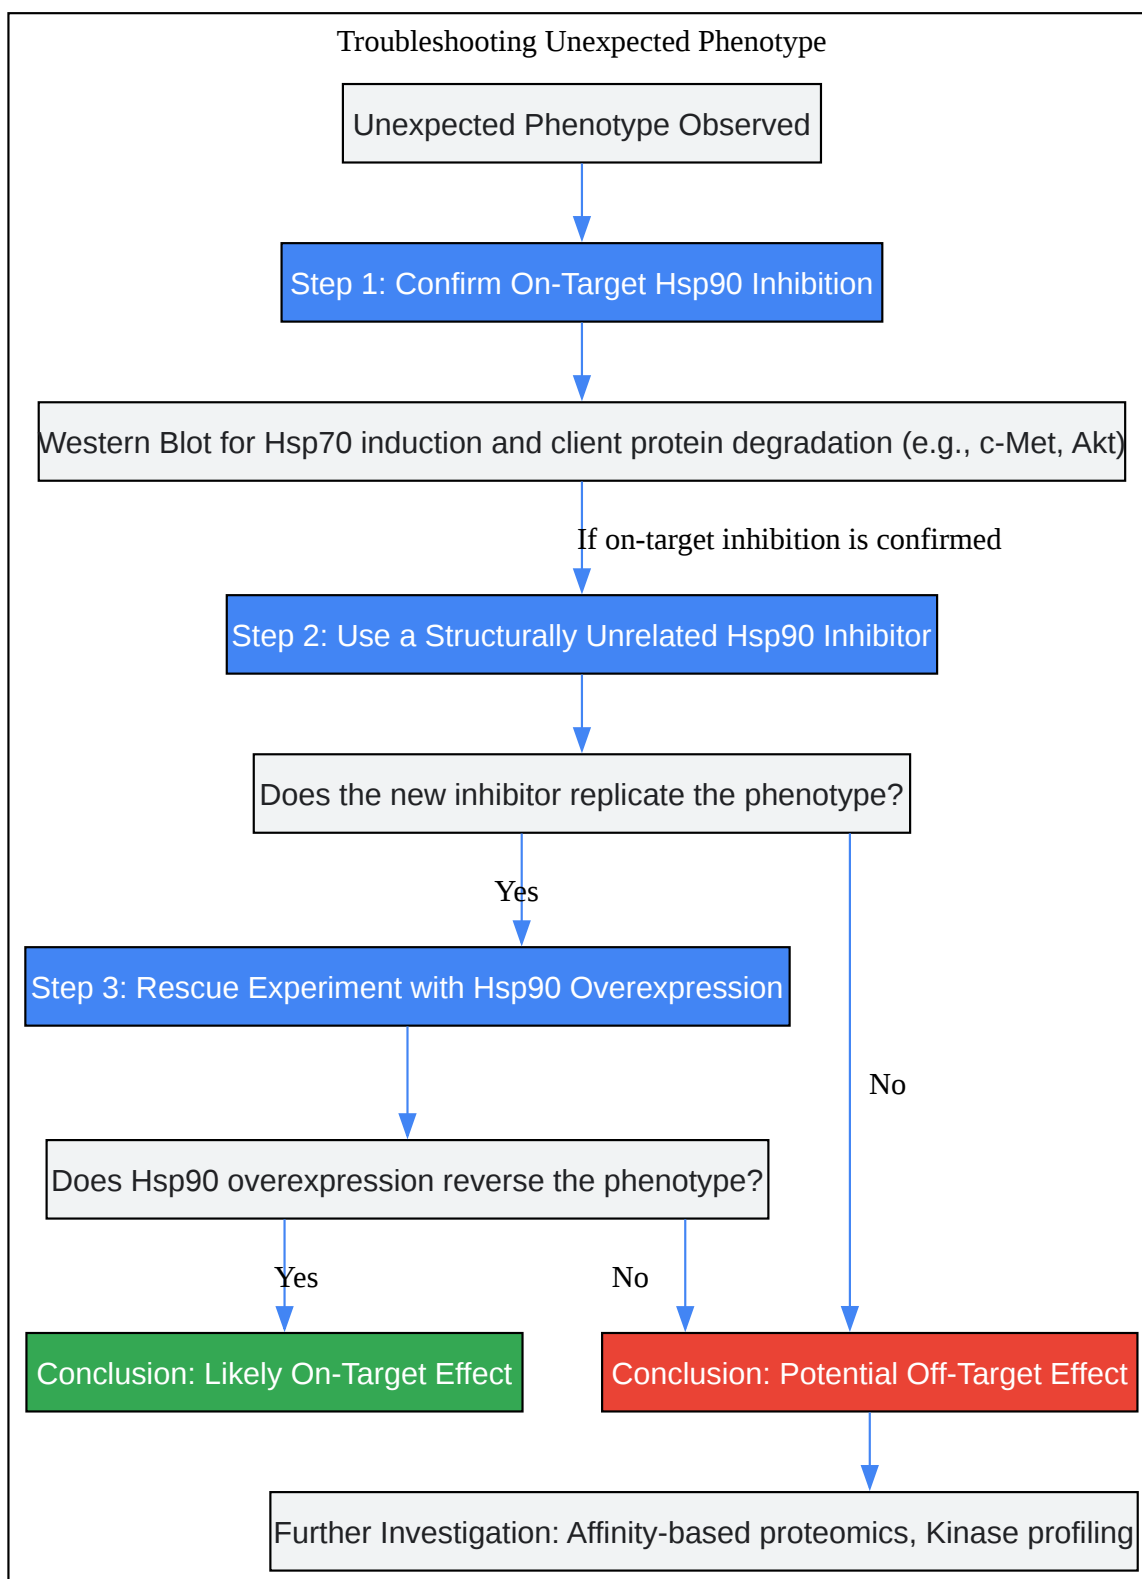 Troubleshooting Unexpected Phenotype
Unexpected Phenotype Observed
Step 1: Confirm On-Target Hsp90 Inhibition
Western Blot for Hsp70 induction and client protein degradation (e.g., c-Met, Akt)
If on-target inhibition is confirmed
Step 2: Use a Structurally Unrelated Hsp90 Inhibitor
Does the new inhibitor replicate the phenotype?
Yes
Step 3: Rescue Experiment with Hsp90 Overexpression
No
Does Hsp90 overexpression reverse the phenotype?
Yes
No
Conclusion: Likely On-Target Effect
Conclusion: Potential Off-Target Effect
Further Investigation: Affinity-based proteomics, Kinase profiling